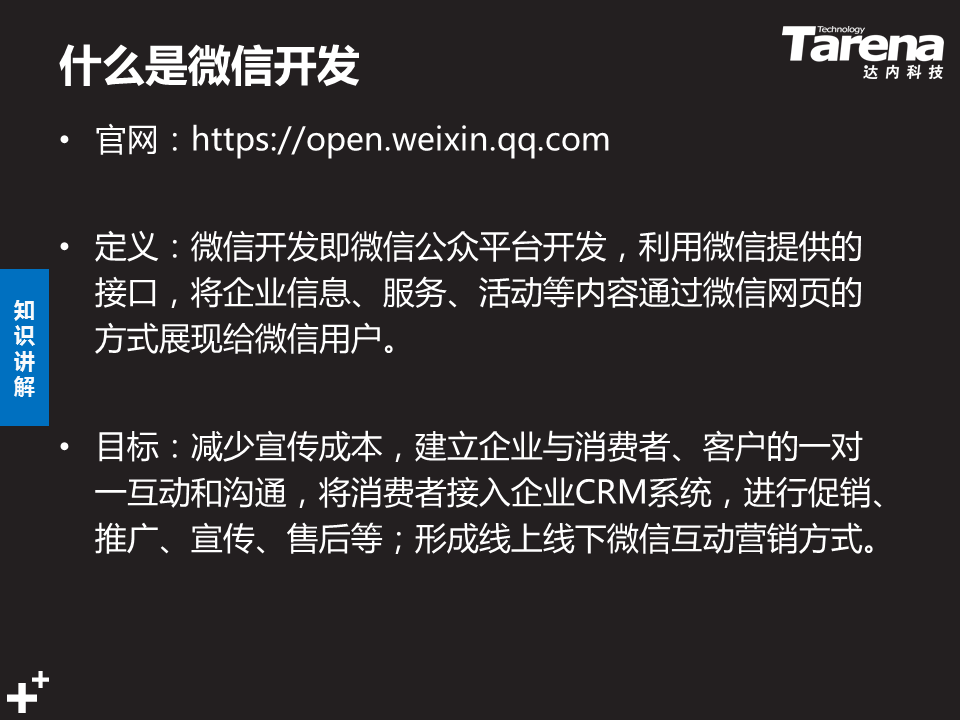 什么是微信开发
Technology
Tarena
达内科技
• 官网：https://open.weixin.qq.com
• 定义：微信开发即微信公众平台开发，利用微信提供的
接口，将企业信息、服务、活动等内容通过微信网页的
方式展现给微信用户。
知识讲解
• 目标：减少宣传成本，建立企业与消费者、客户的一对
一互动和沟通，将消费者接入企业CRM系统，进行促销、
推广、宣传、售后等；形成线上线下微信互动营销方式。